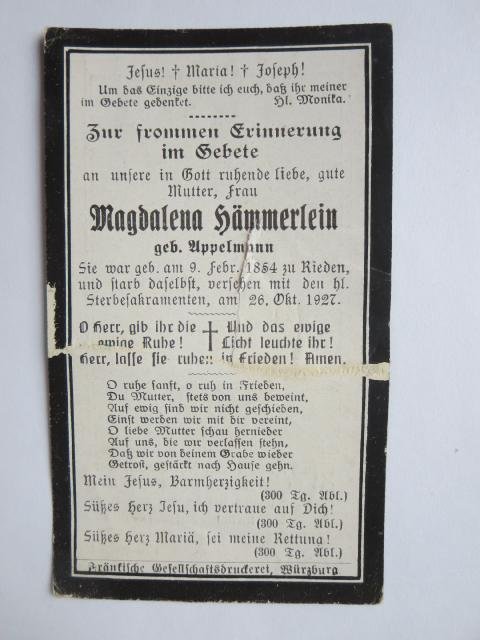 Jesus! † Maria! † Joseph!
Um das Einzige bitte ich euch, daß ihr meiner
im Gebete gedenket. Hl. Monika.
Zur frommen Erinnerung
im Gebete
an unsere in Gott ruhende liebe, gute
Mutter, Frau
Magdalena Hämmerlein
geb. Appelmann
Sie war geb. am 9. Febr. 1854 zu Rieden,
und starb daselbst, versehen mit den hl.
Sterbesakramenten, am 26. Okt. 1927.
O Herr, gib ihr die † Und das ewige
ewige Ruhe! Licht leuchte ihr!
Herr, lasse sie ruhen in Frieden! Amen.
O ruhe sanft, o ruh in Frieden,
Du Mutter, stets von uns beweint,
Auf ewig sind wir nicht geschieden,
Einst werden wir mit dir vereint,
O liebe Mutter schau hernieder
Auf uns, die wir verlassen stehn,
Daß wir von deinem Grabe wieder
Getrost, gestärkt nach Hause gehn.
Mein Jesus, Barmherzigkeit!
(300 Tg. Abl.)
Süßes Herz Jesu, ich vertraue auf Dich!
(300 Tg. Abl.)
Süßes Herz Mariä, sei meine Rettung!
(300 Tg. Abl.)
Fränkische Gesellschaftsdruckerei, Würzburg